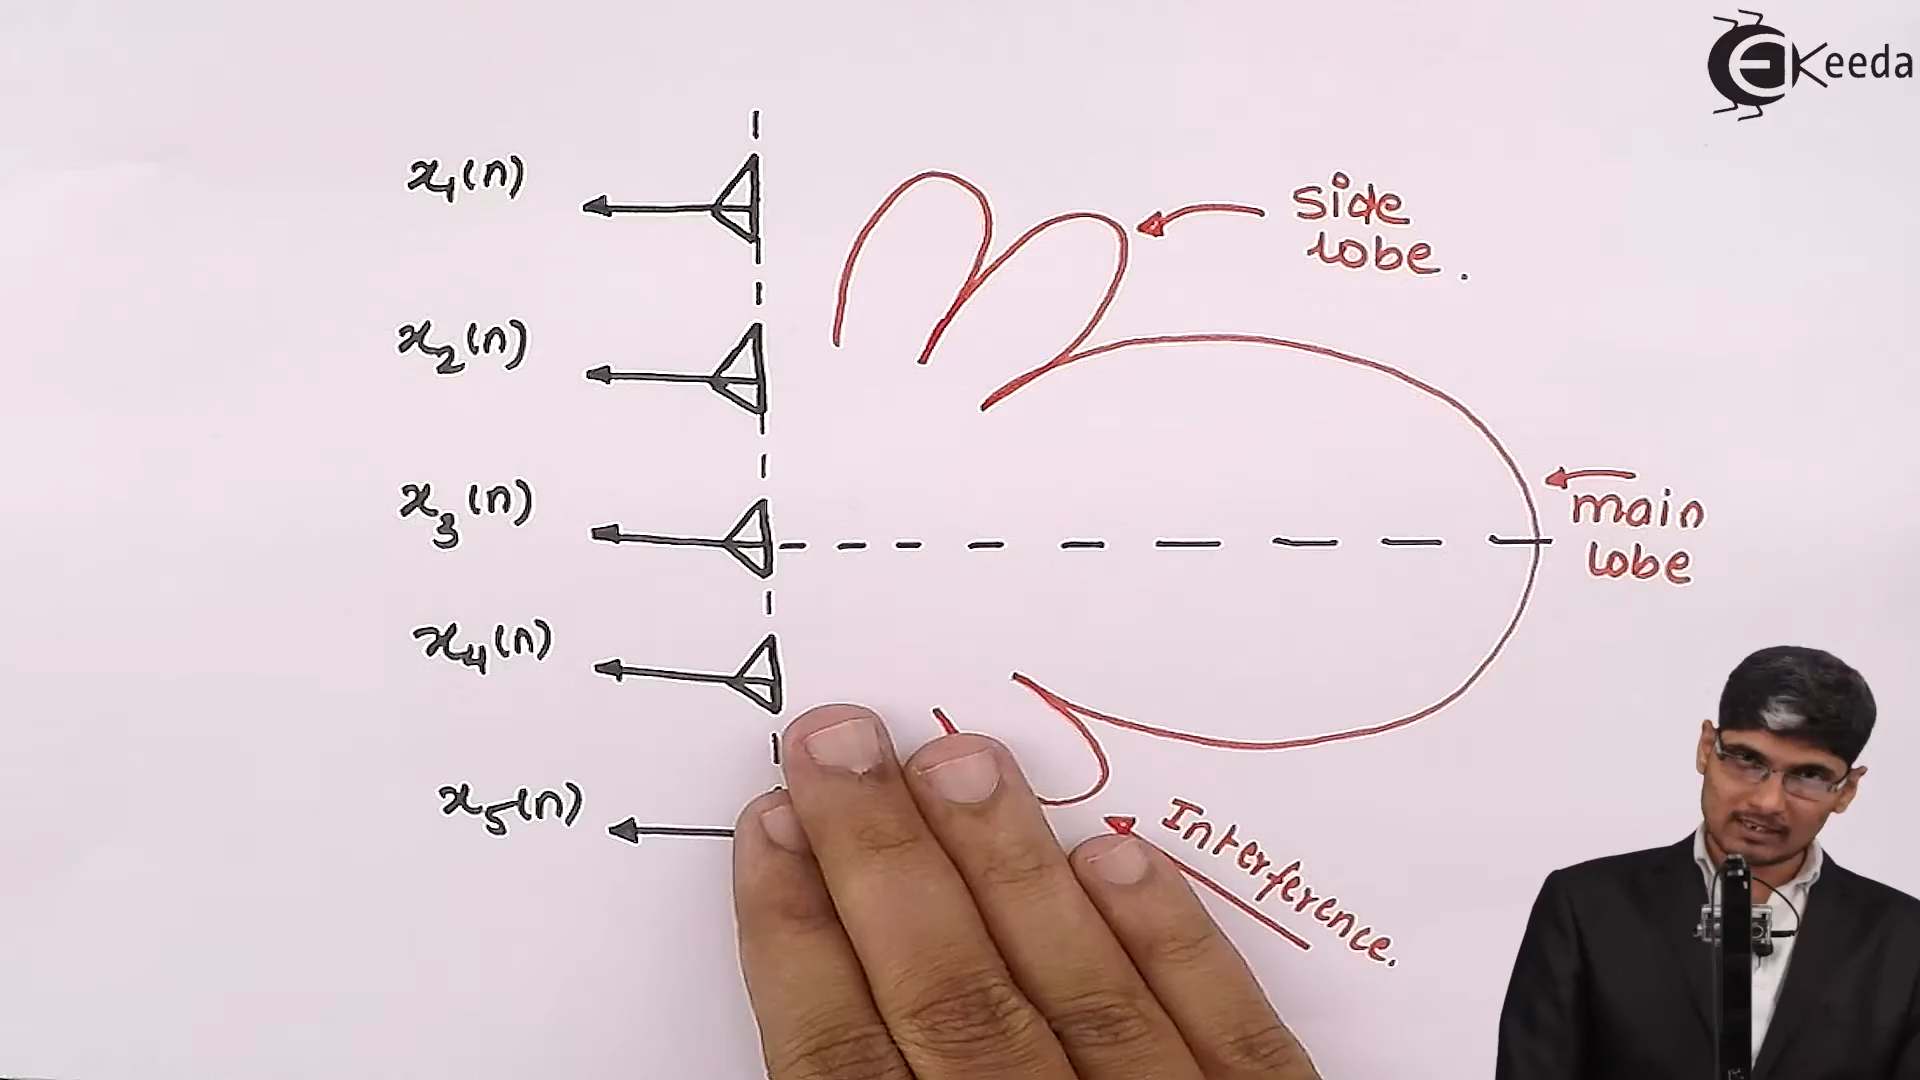 EKeeda
x₁(n)
side
lobe.
x₂(n)
x₃(n)
main
lobe
x₄(n)
x₅(n)
Interference.